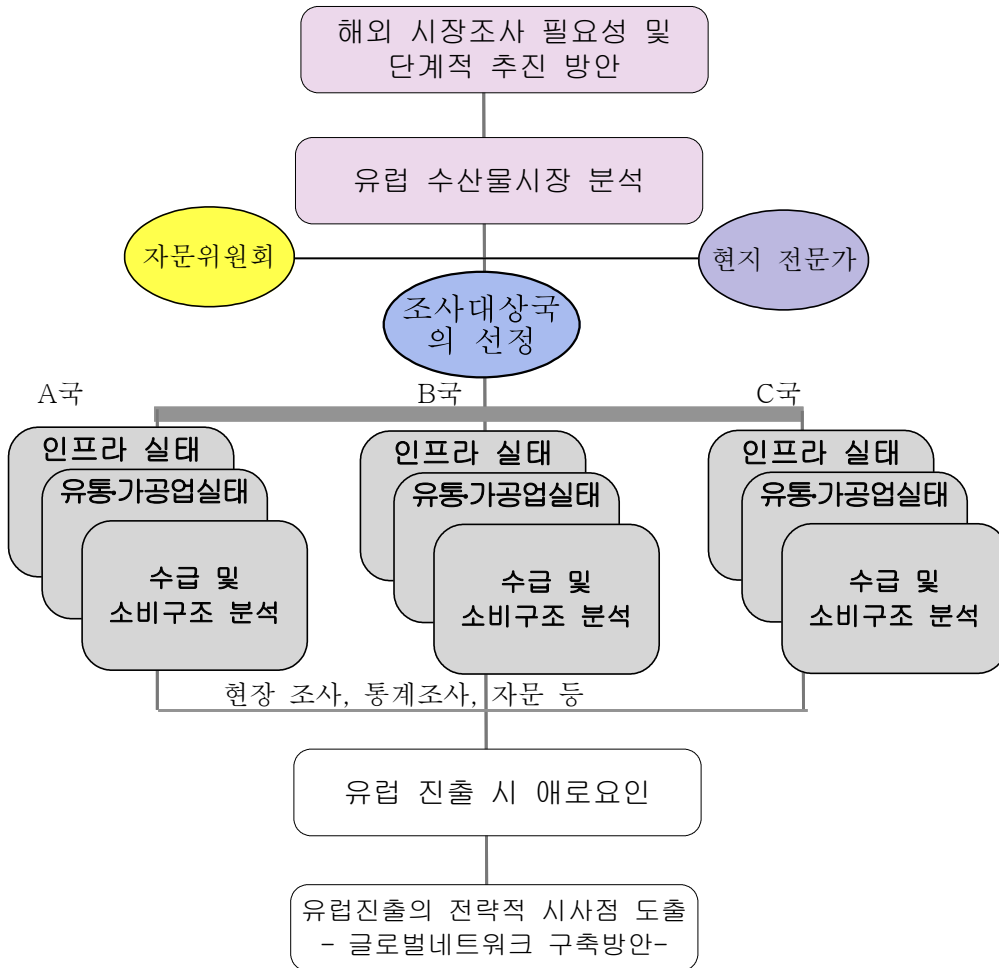 해외 시장조사 필요성 및
단계적 추진 방안
유럽 수산물시장 분석
자문위원회
현지 전문가
조사대상국
의 선정
A국
B국
C국
인프라 실태
유통·가공업실태
수급 및
소비구조 분석
인프라 실태
유통·가공업실태
수급 및
소비구조 분석
인프라 실태
유통·가공업실태
수급 및
소비구조 분석
현장 조사, 통계조사, 자문 등
유럽 진출 시 애로요인
유럽진출의 전략적 시사점 도출
- 글로벌네트워크 구축방안-